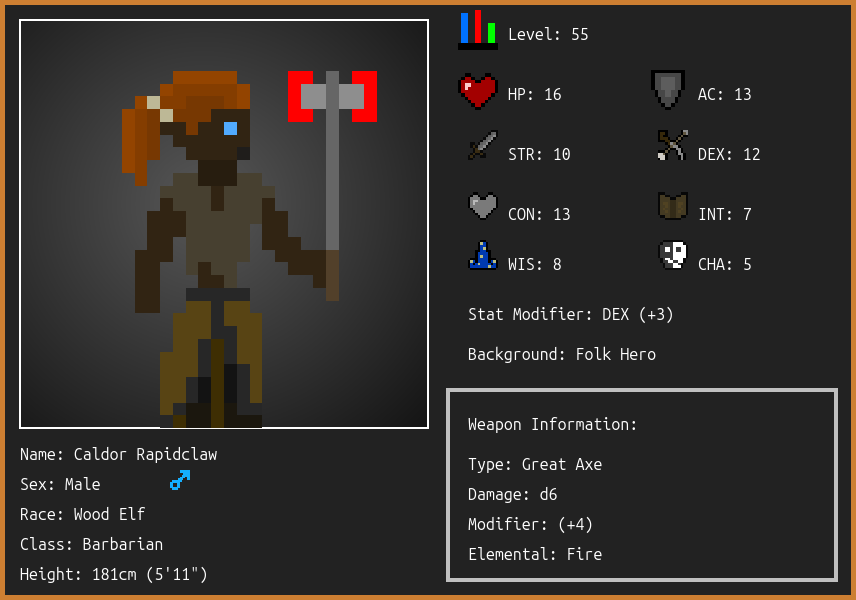 Level: 55
HP: 16
AC: 13
STR: 10
DEX: 12
CON: 13
INT: 7
WIS: 8
CHA: 5
Stat Modifier: DEX (+3)
Background: Folk Hero
Weapon Information:
Type: Great Axe
Damage: d6
Modifier: (+4)
Elemental: Fire
Name: Caldor Rapidclaw
Sex: Male
Race: Wood Elf
Class: Barbarian
Height: 181cm (5'11")